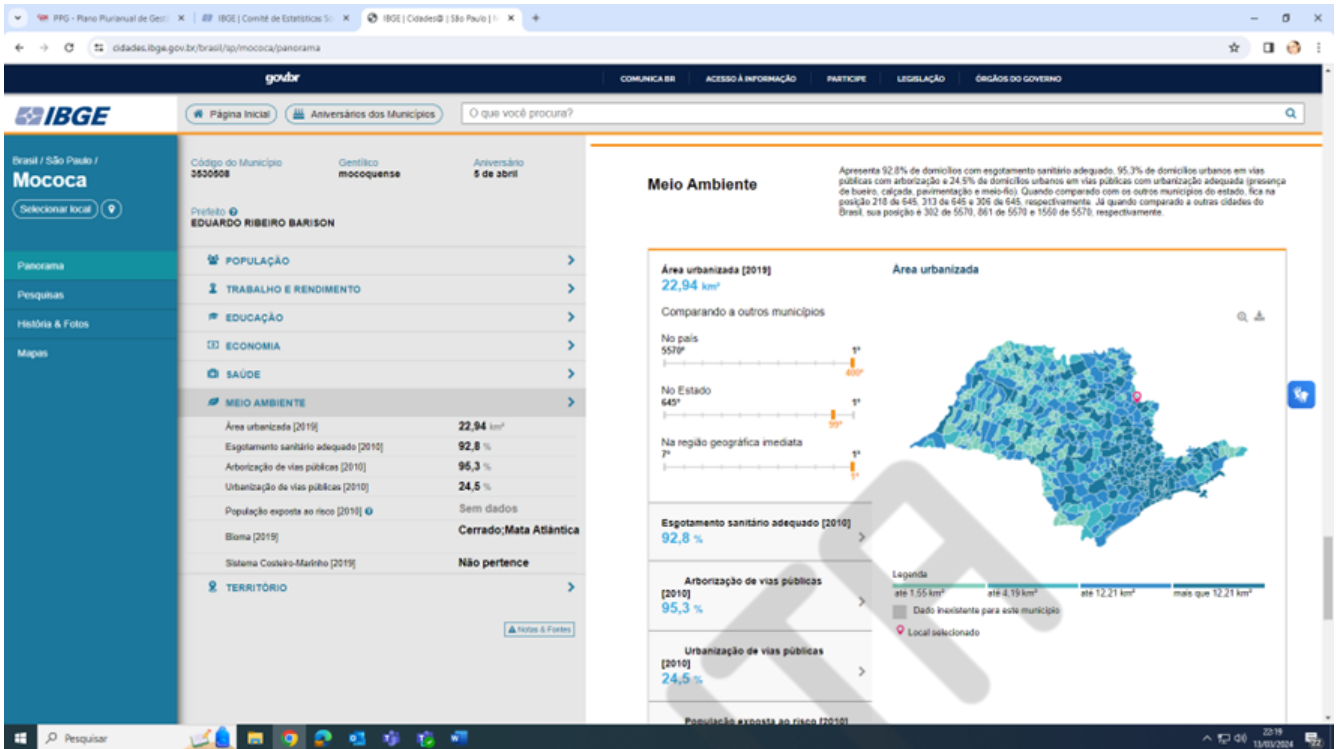 PPG - Plano Plurianual de Gest
IBGE | Comitê de Estatísticas So
IBGE | Cidades@ | São Paulo | M
cidades.ibge.gov.br/brasil/sp/mococa/panorama
govbr
COMUNICA BR
ACESSO À INFORMAÇÃO
PARTICIPE
LEGISLAÇÃO
ÓRGÃOS DO GOVERNO
IBGE
Página Inicial
Aniversários dos Municípios
O que você procura?
Brasil / São Paulo /
Mococa
Selecionar local
Panorama
Pesquisas
História & Fotos
Mapas
Código do Município
3530508
Gentílico
mocoquense
Aniversário
5 de abril
Prefeito
EDUARDO RIBEIRO BARISON
POPULAÇÃO
TRABALHO E RENDIMENTO
EDUCAÇÃO
ECONOMIA
SAÚDE
MEIO AMBIENTE
Área urbanizada [2019] 22,94 km²
Esgotamento sanitário adequado [2010] 92,8 %
Arborização de vias públicas [2010] 95,3 %
Urbanização de vias públicas [2010] 24,5 %
População exposta ao risco [2010] Sem dados
Bioma [2019] Cerrado;Mata Atlântica
Sistema Costeiro-Marinho [2019] Não pertence
TERRITÓRIO
Notas & Fontes
Meio Ambiente
Apresenta 92.8% de domicílios com esgotamento sanitário adequado, 95.3% de domicílios urbanos em vias
públicas com arborização e 24.5% de domicílios urbanos em vias públicas com urbanização adequada (presença
de bueiro, calçada, pavimentação e meio-fio). Quando comparado com os outros municípios do estado, fica na
posição 218 de 645, 313 de 645 e 306 de 645, respectivamente. Já quando comparado a outras cidades do
Brasil, sua posição é 302 de 5570, 861 de 5570 e 1550 de 5570, respectivamente.
Área urbanizada [2019]
22,94 km²
Comparando a outros municípios
No país
5570º 1º
400º
No Estado
645º 1º
99º
Na região geográfica imediata
7º 1º
1º
Esgotamento sanitário adequado [2010]
92,8 %
Arborização de vias públicas
[2010]
95,3 %
Urbanização de vias públicas
[2010]
24,5 %
População exposta ao risco [2010]
Área urbanizada
Legenda
até 1,55 km² até 4,19 km² até 12,21 km² mais que 12,21 km²
Dado inexistente para este município
Local selecionado
Pesquisar
22:19
13/03/2024